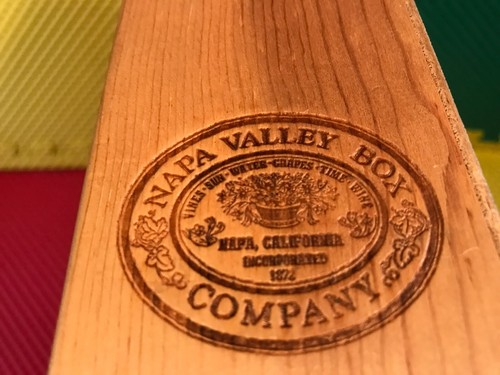 NAPA VALLEY BOX
VINES · SUN · WATER · GRAPES · TIME · WINE
NAPA, CALIFORNIA
INCORPORATED
1872
COMPANY